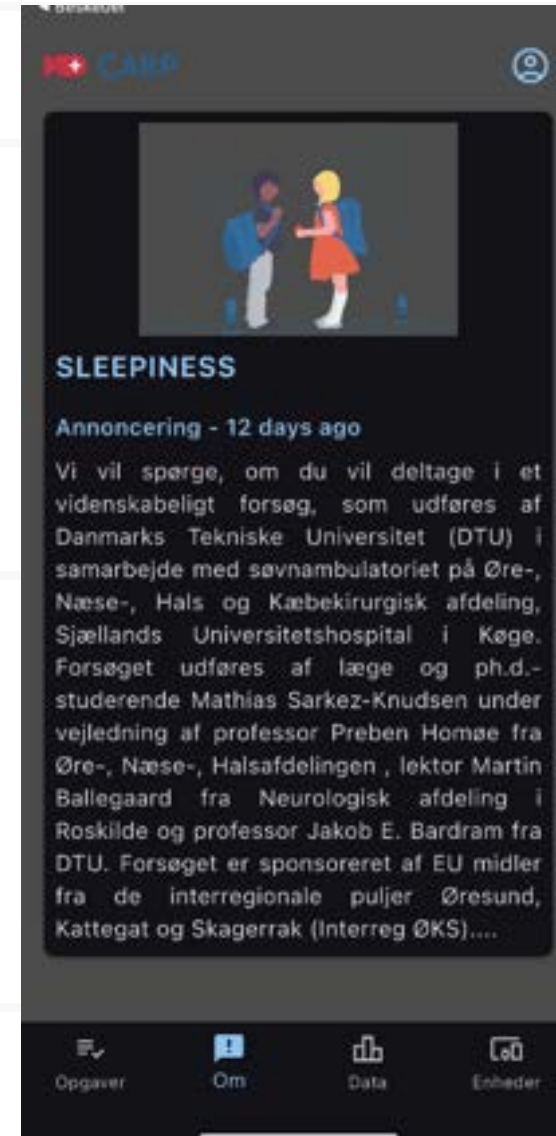 CARP
SLEEPINESS
Annoncering - 12 days ago
Vi vil spørge, om du vil deltage i et
videnskabeligt forsøg, som udføres af
Danmarks Tekniske Universitet (DTU) i
samarbejde med søvnambulatoriet på Øre-,
Næse-, Hals og Kæbekirurgisk afdeling,
Sjællands Universitetshospital i Køge.
Forsøget udføres af læge og ph.d.-
studerende Mathias Sarkez-Knudsen under
vejledning af professor Preben Homøe fra
Øre-, Næse-, Halsafdelingen , lektor Martin
Ballegaard fra Neurologisk afdeling i
Roskilde og professor Jakob E. Bardram fra
DTU. Forsøget er sponsoreret af EU midler
fra de interregionale puljer Øresund,
Kattegat og Skagerrak (Interreg ØKS)....
Opgaver
Om
Data
Enheder